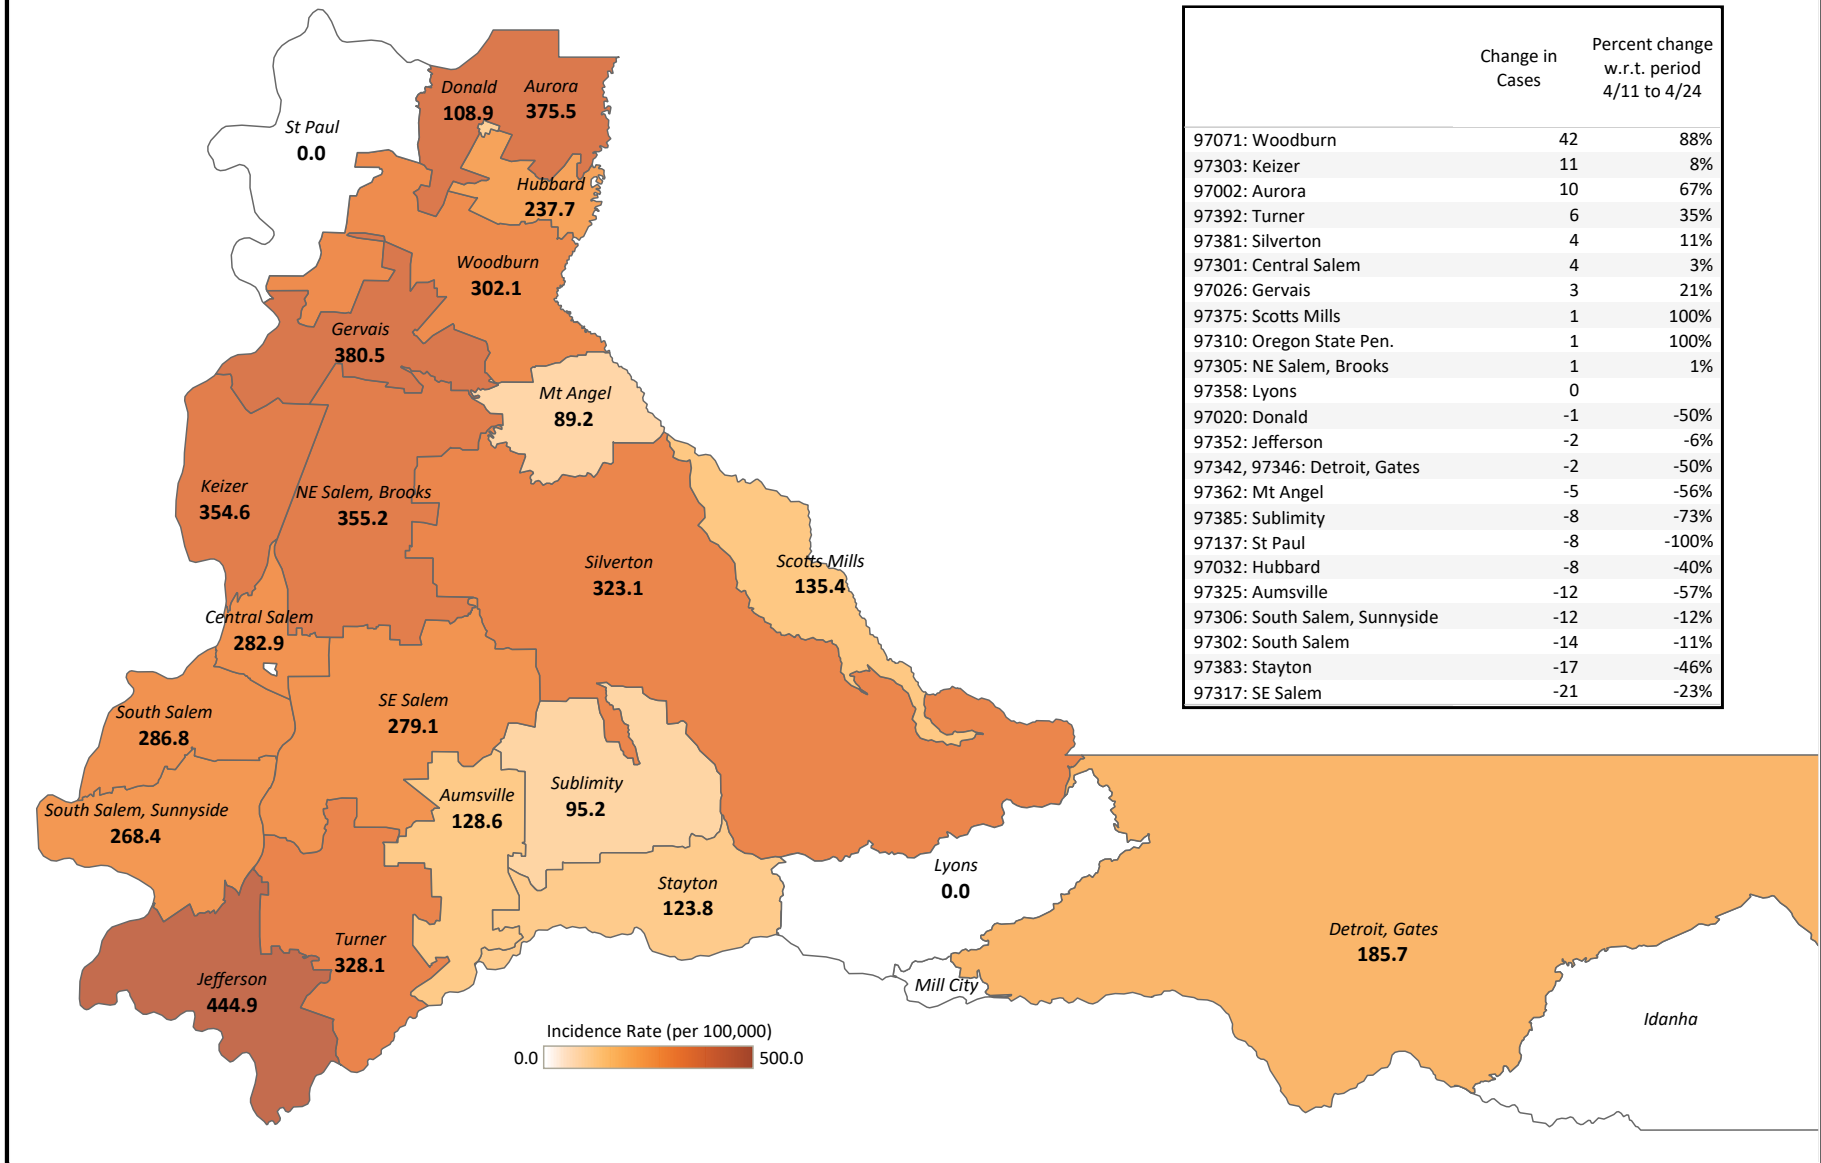 St Paul
0.0
Donald
108.9
Aurora
375.5
Hubbard
237.7
Woodburn
302.1
Gervais
380.5
Mt Angel
89.2
Keizer
354.6
NE Salem, Brooks
355.2
Silverton
323.1
Scotts Mills
135.4
Central Salem
282.9
South Salem
286.8
SE Salem
279.1
South Salem, Sunnyside
268.4
Aumsville
128.6
Sublimity
95.2
Stayton
123.8
Lyons
0.0
Detroit, Gates
185.7
Turner
328.1
Jefferson
444.9
Mill City
Idanha
Incidence Rate (per 100,000)
0.0 500.0
Change in
Cases
Percent change
w.r.t. period
4/11 to 4/24
97071: Woodburn 42 88%
97303: Keizer 11 8%
97002: Aurora 10 67%
97392: Turner 6 35%
97381: Silverton 4 11%
97301: Central Salem 4 3%
97026: Gervais 3 21%
97375: Scotts Mills 1 100%
97310: Oregon State Pen. 1 100%
97305: NE Salem, Brooks 1 1%
97358: Lyons 0
97020: Donald -1 -50%
97352: Jefferson -2 -6%
97342, 97346: Detroit, Gates -2 -50%
97362: Mt Angel -5 -56%
97385: Sublimity -8 -73%
97137: St Paul -8 -100%
97032: Hubbard -8 -40%
97325: Aumsville -12 -57%
97306: South Salem, Sunnyside -12 -12%
97302: South Salem -14 -11%
97383: Stayton -17 -46%
97317: SE Salem -21 -23%